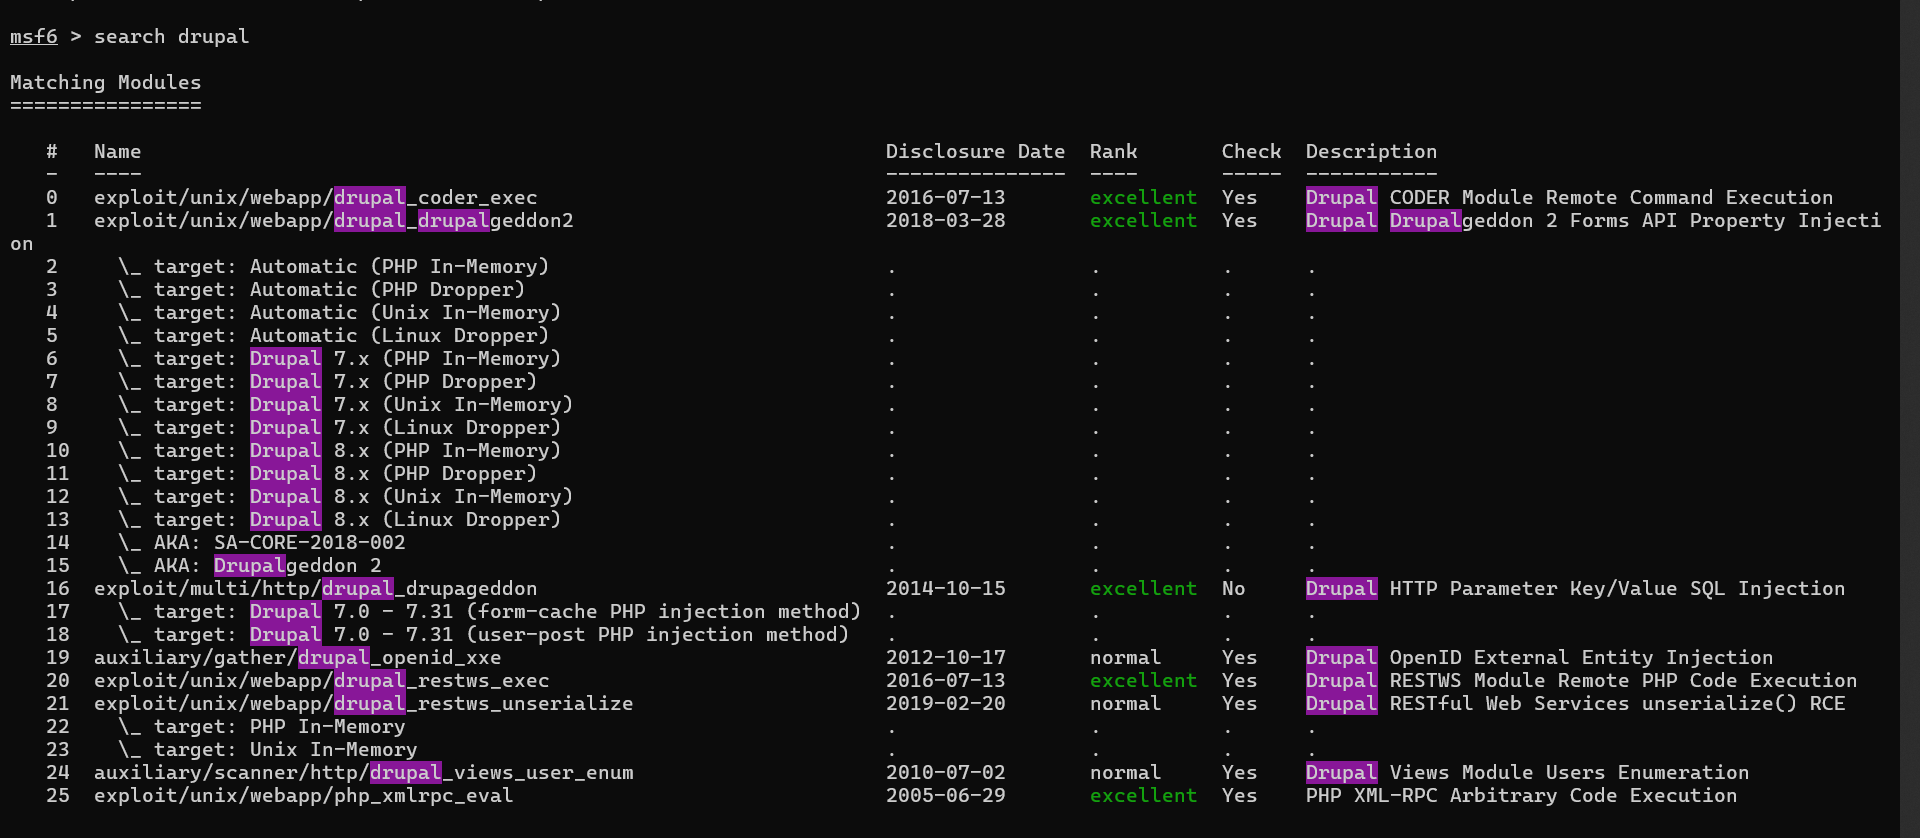 msf6 > search drupal
Matching Modules
================
#   Name                                                              Disclosure Date  Rank       Check  Description
-   ----                                                              ---------------  ----       -----  -----------
0   exploit/unix/webapp/drupal_coder_exec                             2016-07-13       excellent  Yes    Drupal CODER Module Remote Command Execution
1   exploit/unix/webapp/drupal_drupalgeddon2                          2018-03-28       excellent  Yes    Drupal Drupalgeddon 2 Forms API Property Injecti
on
2     \_ target: Automatic (PHP In-Memory)                            .                .          .      .
3     \_ target: Automatic (PHP Dropper)                              .                .          .      .
4     \_ target: Automatic (Unix In-Memory)                           .                .          .      .
5     \_ target: Automatic (Linux Dropper)                            .                .          .      .
6     \_ target: Drupal 7.x (PHP In-Memory)                           .                .          .      .
7     \_ target: Drupal 7.x (PHP Dropper)                             .                .          .      .
8     \_ target: Drupal 7.x (Unix In-Memory)                          .                .          .      .
9     \_ target: Drupal 7.x (Linux Dropper)                           .                .          .      .
10    \_ target: Drupal 8.x (PHP In-Memory)                           .                .          .      .
11    \_ target: Drupal 8.x (PHP Dropper)                             .                .          .      .
12    \_ target: Drupal 8.x (Unix In-Memory)                          .                .          .      .
13    \_ target: Drupal 8.x (Linux Dropper)                           .                .          .      .
14    \_ AKA: SA-CORE-2018-002                                        .                .          .      .
15    \_ AKA: Drupalgeddon 2                                          .                .          .      .
16  exploit/multi/http/drupal_drupageddon                             2014-10-15       excellent  No     Drupal HTTP Parameter Key/Value SQL Injection
17    \_ target: Drupal 7.0 - 7.31 (form-cache PHP injection method)  .                .          .      .
18    \_ target: Drupal 7.0 - 7.31 (user-post PHP injection method)   .                .          .      .
19  auxiliary/gather/drupal_openid_xxe                                2012-10-17       normal     Yes    Drupal OpenID External Entity Injection
20  exploit/unix/webapp/drupal_restws_exec                            2016-07-13       excellent  Yes    Drupal RESTWS Module Remote PHP Code Execution
21  exploit/unix/webapp/drupal_restws_unserialize                     2019-02-20       normal     Yes    Drupal RESTful Web Services unserialize() RCE
22    \_ target: PHP In-Memory                                        .                .          .      .
23    \_ target: Unix In-Memory                                       .                .          .      .
24  auxiliary/scanner/http/drupal_views_user_enum                     2010-07-02       normal     Yes    Drupal Views Module Users Enumeration
25  exploit/unix/webapp/php_xmlrpc_eval                               2005-06-29       excellent  Yes    PHP XML-RPC Arbitrary Code Execution